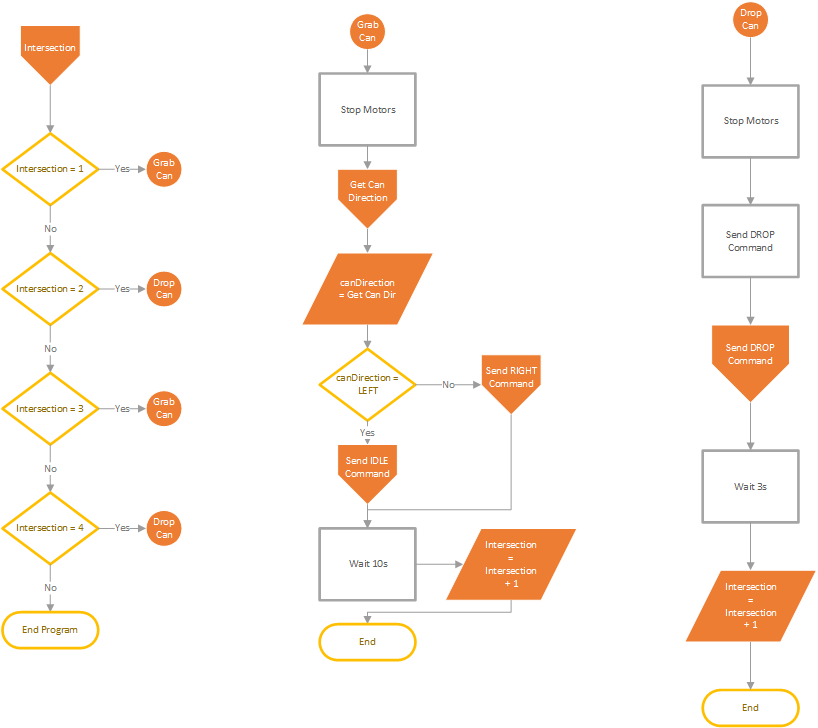 Intersection
Intersection = 1
Yes
Grab
Can
No
Intersection = 2
Yes
Drop
Can
No
Intersection = 3
Yes
Grab
Can
No
Intersection = 4
Yes
Drop
Can
No
End Program
Grab
Can
Stop Motors
Get Can
Direction
canDirection
= Get Can Dir
canDirection =
LEFT
No
Send RIGHT
Command
Yes
Send IDLE
Command
Wait 10s
Intersection
=
Intersection
+ 1
End
Drop
Can
Stop Motors
Send DROP
Command
Send DROP
Command
Wait 3s
Intersection
=
Intersection
+ 1
End